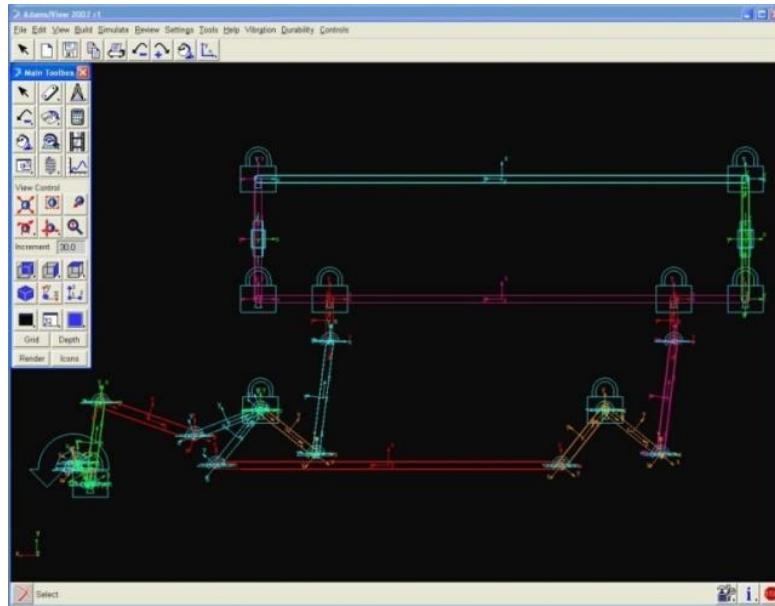 Adams/View 2007 r1
File Edit View Build Simulate Review Settings Tools Help Vibration Durability Controls
Main Toolbox
View Control
Increment 30.0
Grid Depth
Render Icons
Select